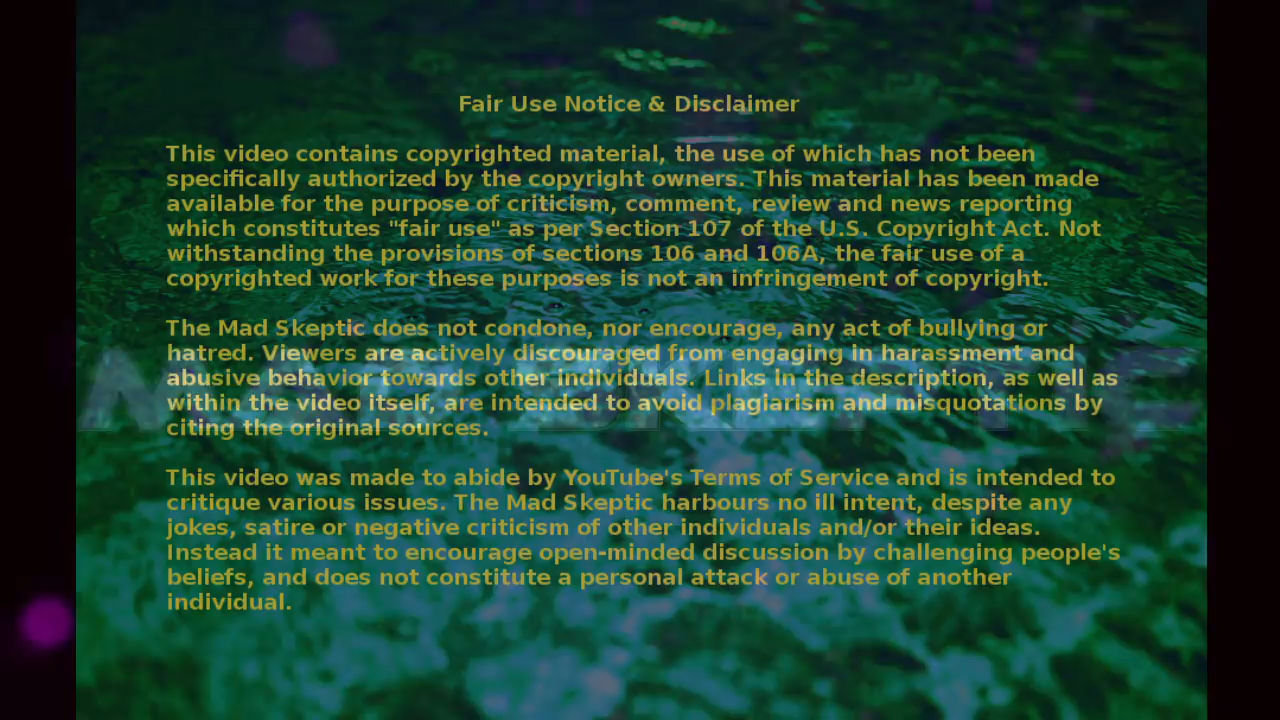 Fair Use Notice & Disclaimer
This video contains copyrighted material, the use of which has not been
specifically authorized by the copyright owners. This material has been made
available for the purpose of criticism, comment, review and news reporting
which constitutes "fair use" as per Section 107 of the U.S. Copyright Act. Not
withstanding the provisions of sections 106 and 106A, the fair use of a
copyrighted work for these purposes is not an infringement of copyright.
The Mad Skeptic does not condone, nor encourage, any act of bullying or
hatred. Viewers are actively discouraged from engaging in harassment and
abusive behavior towards other individuals. Links in the description, as well as
within the video itself, are intended to avoid plagiarism and misquotations by
citing the original sources.
This video was made to abide by YouTube's Terms of Service and is intended to
critique various issues. The Mad Skeptic harbours no ill intent, despite any
jokes, satire or negative criticism of other individuals and/or their ideas.
Instead it meant to encourage open-minded discussion by challenging people's
beliefs, and does not constitute a personal attack or abuse of another
individual.